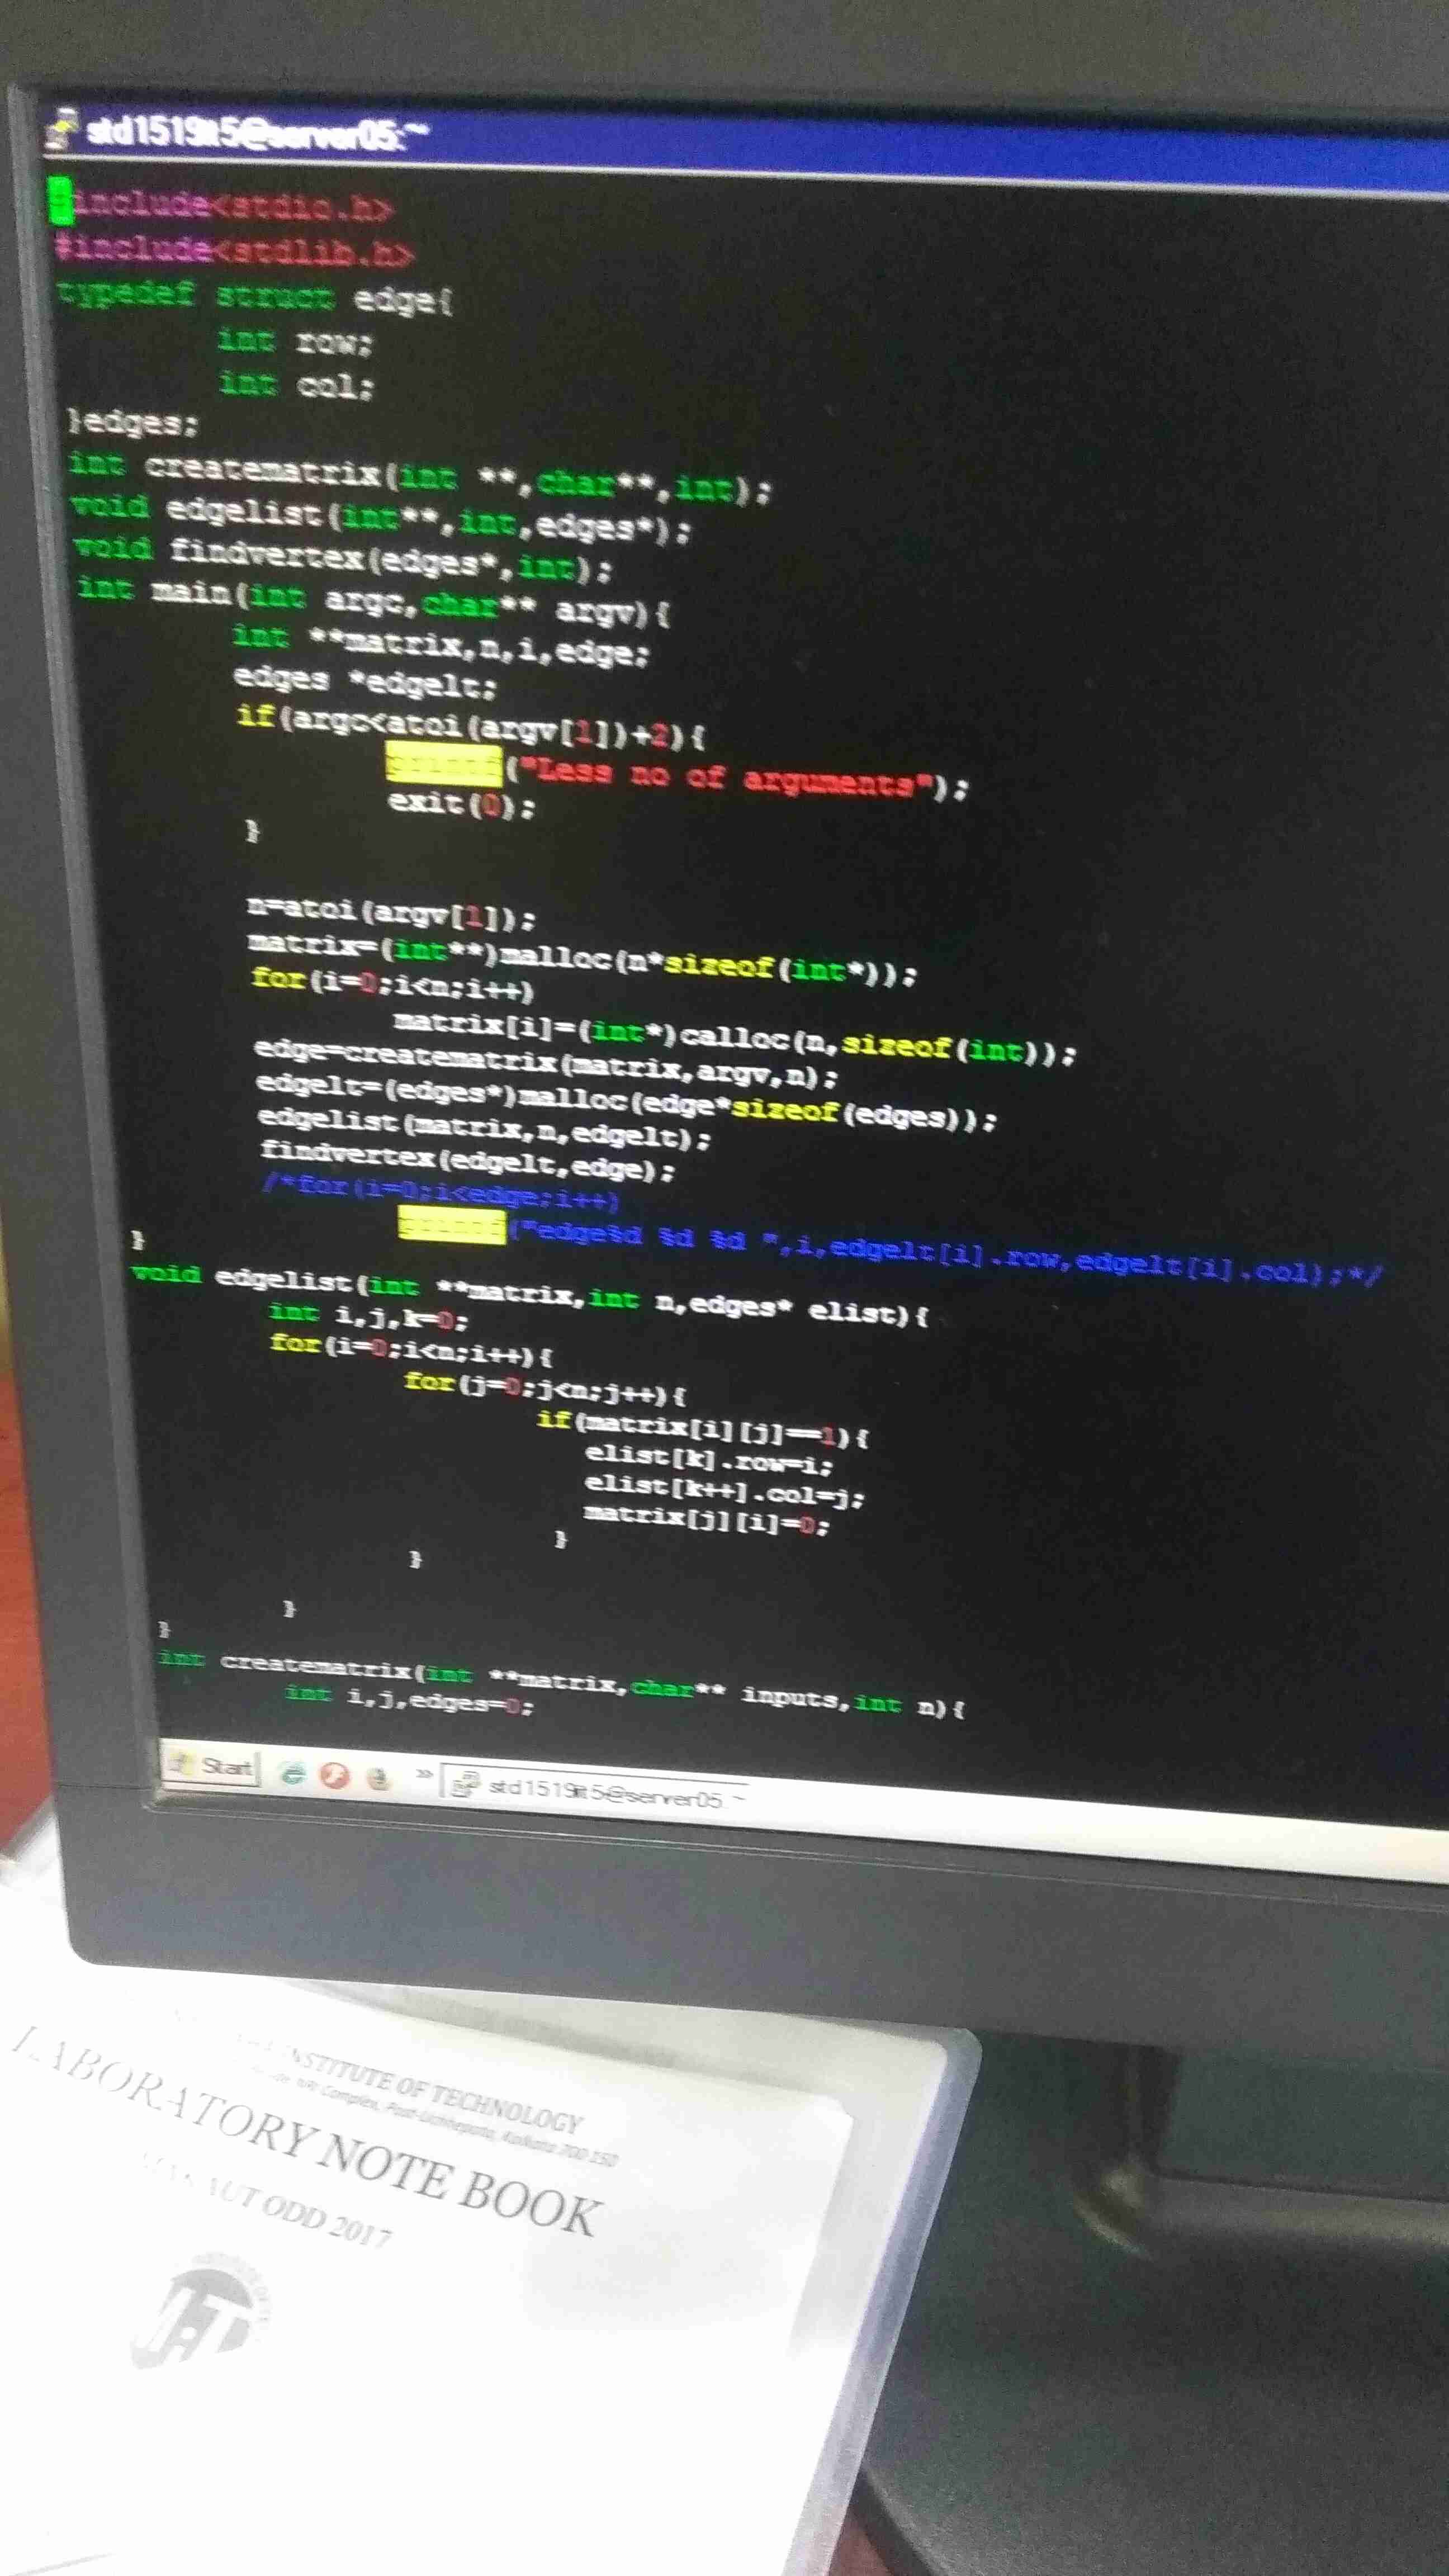 std1519it5@server05:~
#include<stdio.h>
#include<stdlib.h>
typedef struct edge{
int row;
int col;
}edges;
int creatematrix(int **,char**,int);
void edgelist(int**,int,edges*);
void findvertex(edges*,int);
int main(int argc,char** argv){
int **matrix,n,i,edge;
edges *edgelt;
if(argc<atoi(argv[1])+2){
printf("Less no of arguments");
exit(0);
}
n=atoi(argv[1]);
matrix=(int**)malloc(n*sizeof(int*));
for(i=0;i<n;i++)
matrix[i]=(int*)calloc(n,sizeof(int));
edge=creatematrix(matrix,argv,n);
edgelt=(edges*)malloc(edge*sizeof(edges));
edgelist(matrix,n,edgelt);
findvertex(edgelt,edge);
/*for(i=0;i<edge;i++)
printf("edge%d %d %d ",i,edgelt[i].row,edgelt[i].col);*/
}
void edgelist(int **matrix,int n,edges* elist){
int i,j,k=0;
for(i=0;i<n;i++){
for(j=0;j<n;j++){
if(matrix[i][j]==1){
elist[k].row=i;
elist[k++].col=j;
matrix[j][i]=0;
}
}
}
}
int creatematrix(int **matrix,char** inputs,int n){
int i,j,edges=0;
Start
std1519it5@server05:~
INSTITUTE OF TECHNOLOGY
Complex, Kolkata 700 150
LABORATORY NOTE BOOK
ODD 2017